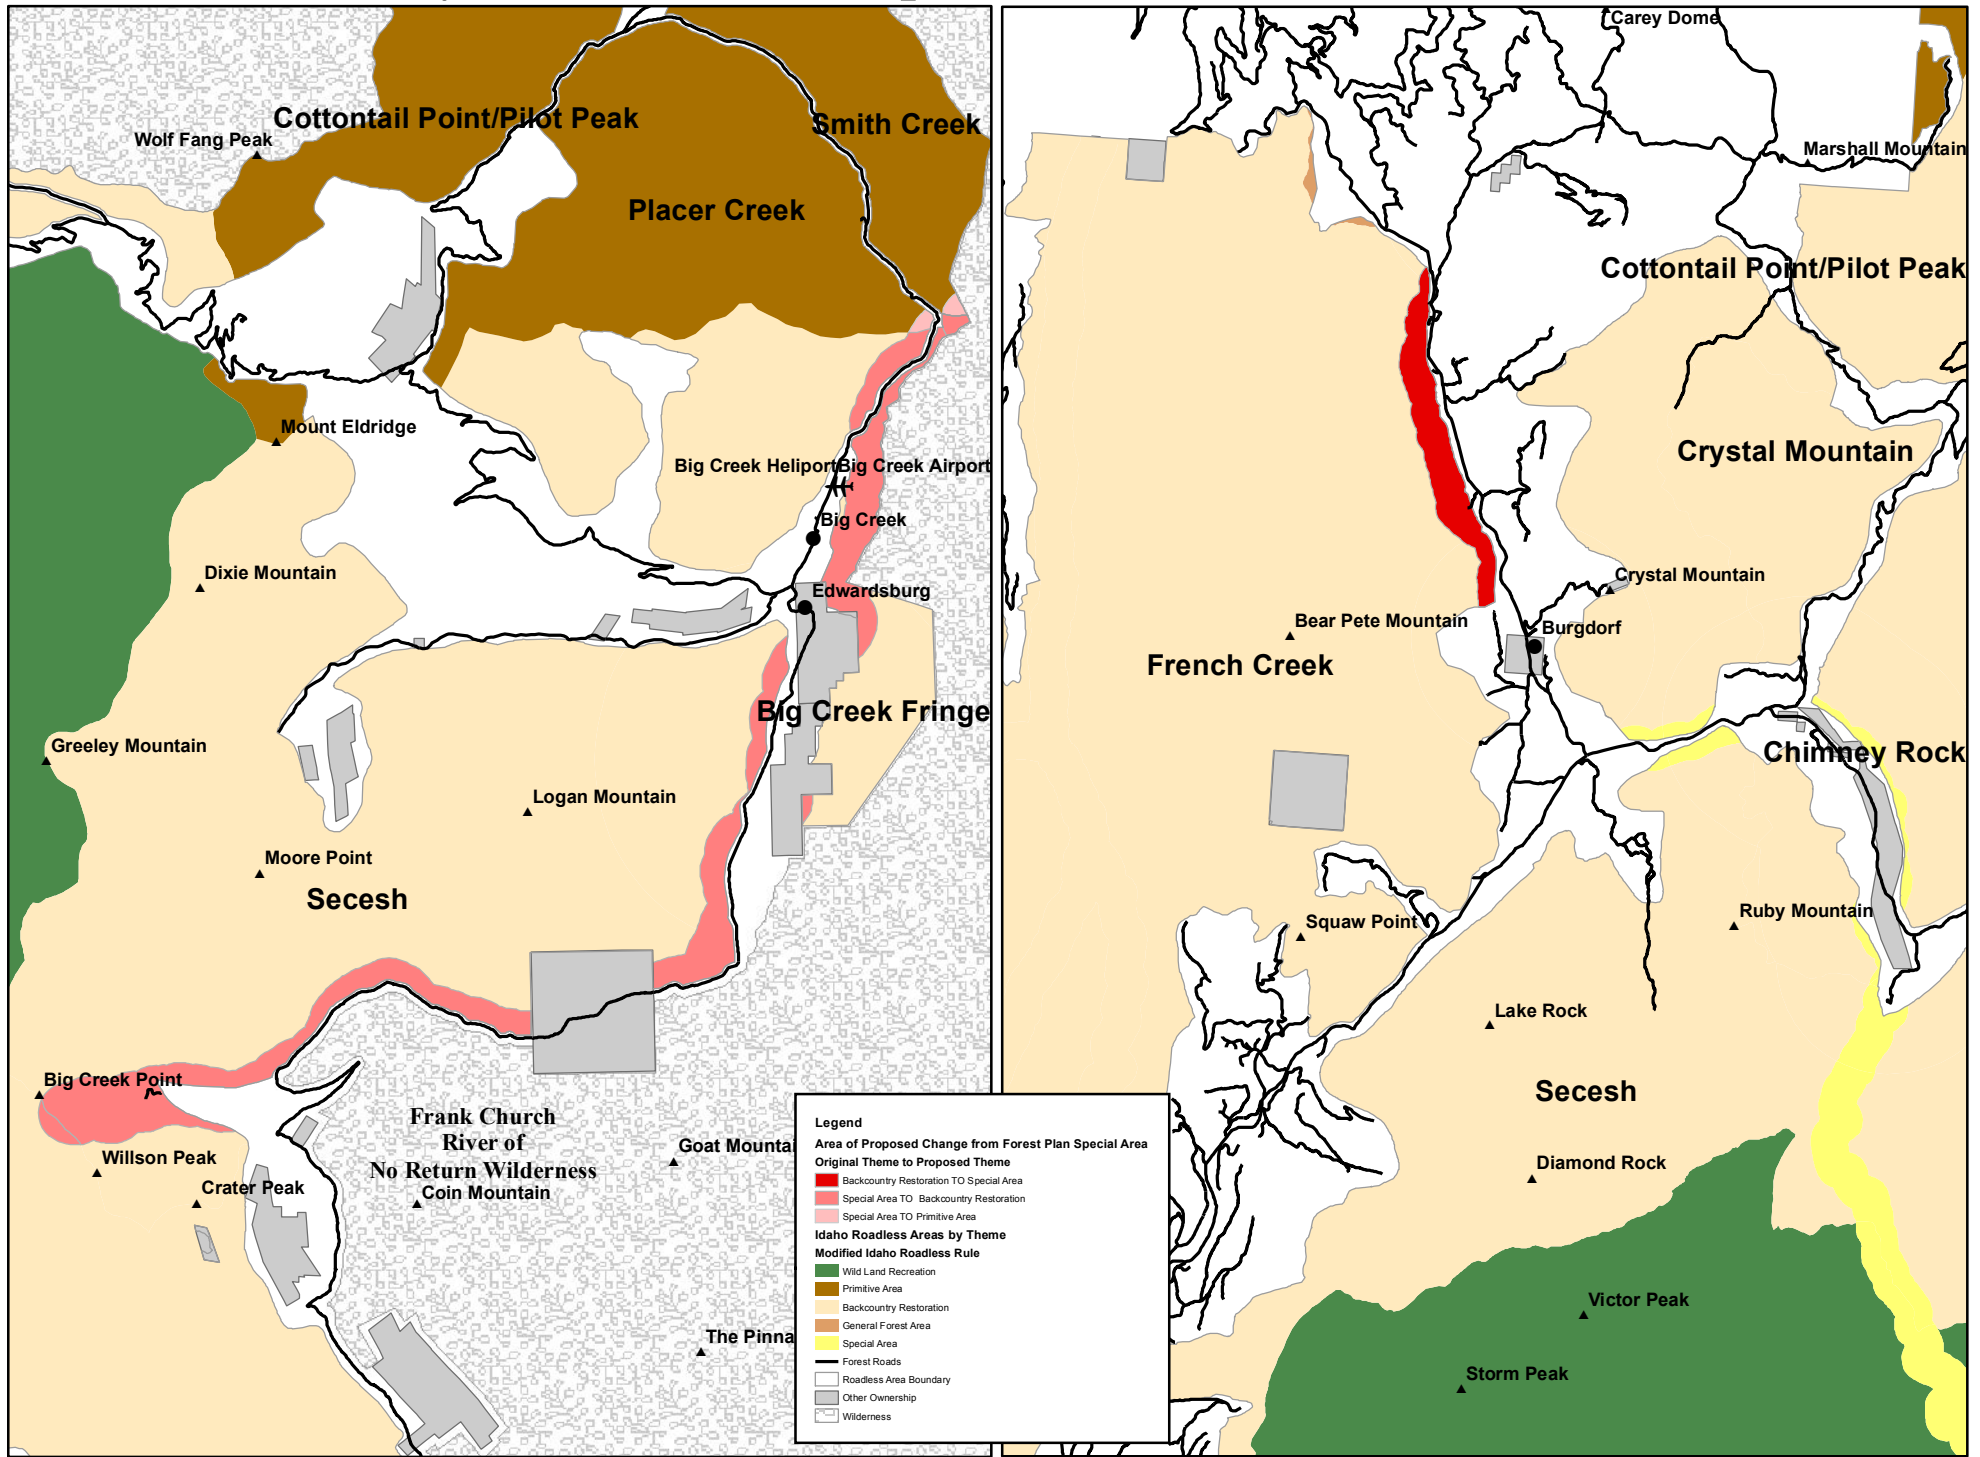 Cottontail Point/Pilot Peak
Smith Creek
Wolf Fang Peak
Placer Creek
Mount Eldridge
Big Creek Heliport
Big Creek Airport
Big Creek
Dixie Mountain
Edwardsburg
Big Creek Fringe
Greeley Mountain
Logan Mountain
Moore Point
Secesh
Big Creek Point
Frank Church
River of
No Return Wilderness
Goat Mountai
Willson Peak
Crater Peak
Coin Mountain
The Pinna
Carey Dome
Marshall Mountain
Cottontail Point/Pilot Peak
Crystal Mountain
Crystal Mountain
Bear Pete Mountain
Burgdorf
French Creek
Chimney Rock
Squaw Point
Ruby Mountain
Lake Rock
Secesh
Diamond Rock
Victor Peak
Storm Peak
Legend
Area of Proposed Change from Forest Plan Special Area
Original Theme to Proposed Theme
Backcountry Restoration TO Special Area
Special Area TO Backcountry Restoration
Special Area TO Primitive Area
Idaho Roadless Areas by Theme
Modified Idaho Roadless Rule
Wild Land Recreation
Primitive Area
Backcountry Restoration
General Forest Area
Special Area
Forest Roads
Roadless Area Boundary
Other Ownership
Wilderness